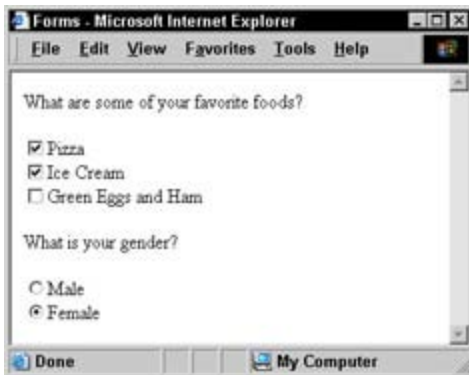 Forms - Microsoft Internet Explorer
File Edit View Favorites Tools Help
What are some of your favorite foods?
Pizza
Ice Cream
Green Eggs and Ham
What is your gender?
Male
Female
Done My Computer